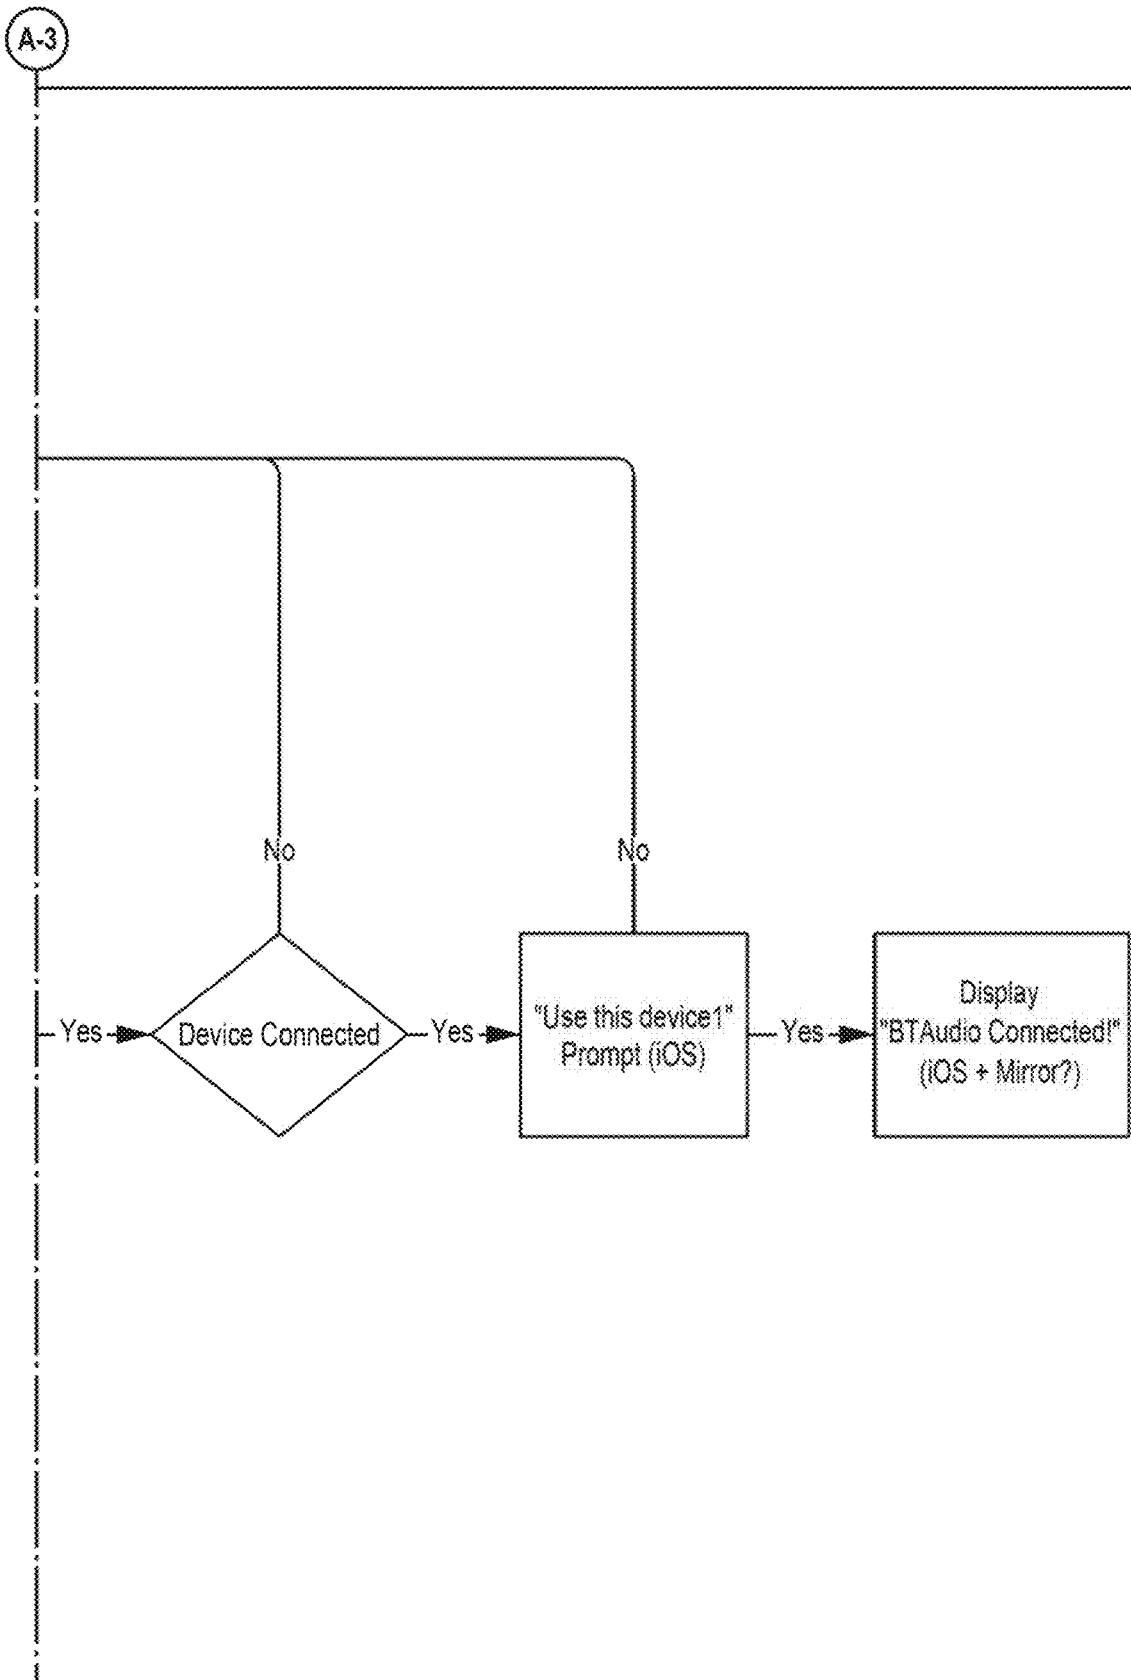 A-3
No
No
Yes
Device Connected
Yes
"Use this device1"
Prompt (iOS)
Yes
Display
"BTAudio Connected!"
(iOS + Mirror?)